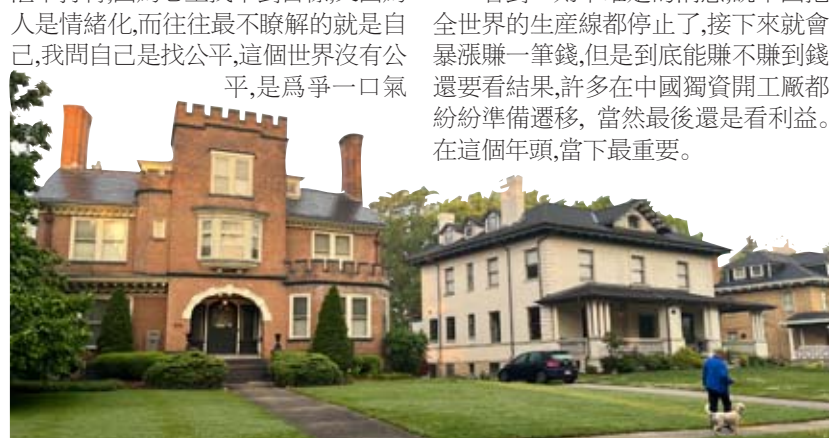 人是情緒化,而往往最不瞭解的就是自
己,我問自己是找公平,這個世界沒有公
平,是爲爭一口氣
全世界的生産線都停止了,接下來就會
暴漲賺一筆錢,但是到底能賺不賺到錢
還要看結果,許多在中國獨資開工厰都
紛紛準備遷移, 當然最後還是看利益。
在這個年頭,當下最重要。